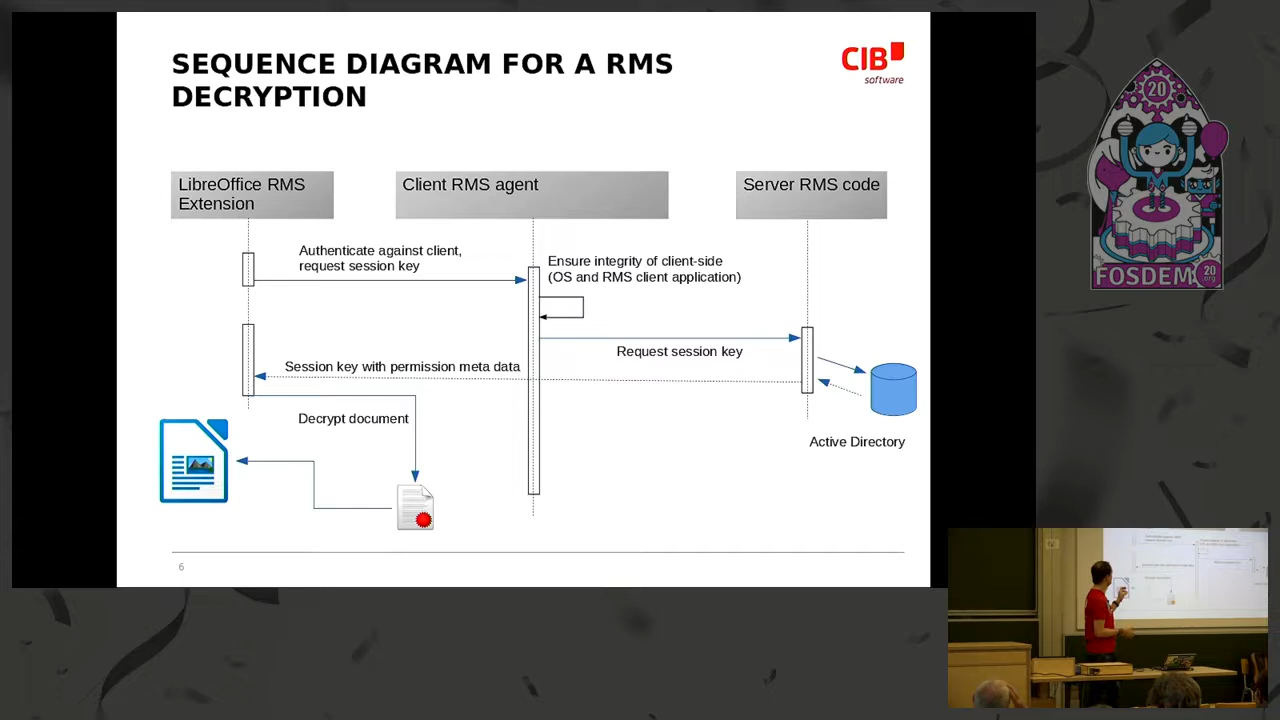 SEQUENCE DIAGRAM FOR A RMS
DECRYPTION
CIB
software
LibreOffice RMS
Extension
Client RMS agent
Server RMS code
Authenticate against client,
request session key
Ensure integrity of client-side
(OS and RMS client application)
Request session key
Session key with permission meta data
Decrypt document
Active Directory
6
20
FOSDEM
20
.org